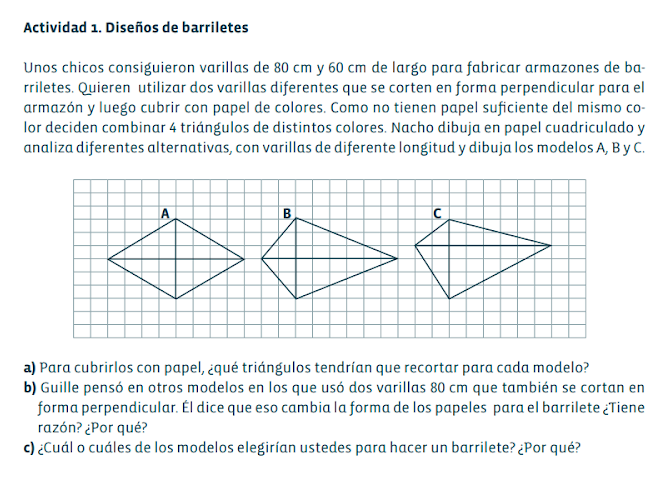 Actividad 1. Diseños de barriletes
Unos chicos consiguieron varillas de 80 cm y 60 cm de largo para fabricar armazones de ba-
rriletes. Quieren utilizar dos varillas diferentes que se corten en forma perpendicular para el
armazón y luego cubrir con papel de colores. Como no tienen papel suficiente del mismo co-
lor deciden combinar 4 triángulos de distintos colores. Nacho dibuja en papel cuadriculado y
analiza diferentes alternativas, con varillas de diferente longitud y dibuja los modelos A, B y C.
A B C
a) Para cubrirlos con papel, ¿qué triángulos tendrían que recortar para cada modelo?
b) Guille pensó en otros modelos en los que usó dos varillas 80 cm que también se cortan en
forma perpendicular. Él dice que eso cambia la forma de los papeles para el barrilete ¿Tiene
razón? ¿Por qué?
c) ¿Cuál o cuáles de los modelos elegirían ustedes para hacer un barrilete? ¿Por qué?